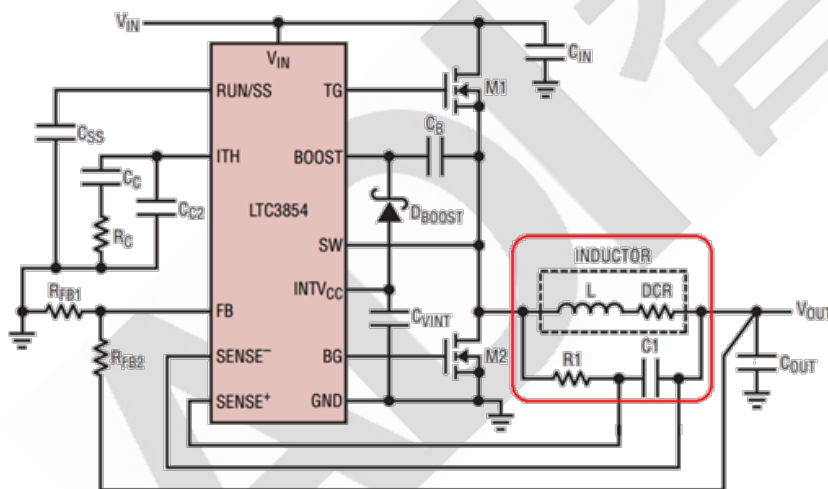 VIN
VIN
CIN
RUN/SS
TG
M1
CSS
CB
ITH
BOOST
CC
CC2
LTC3854
DBOOST
RC
SW
INDUCTOR
L
DCR
INTVCC
RFB1
VOUT
FB
CVINT
RFB2
SENSE−
BG
M2
R1
C1
COUT
SENSE+
GND